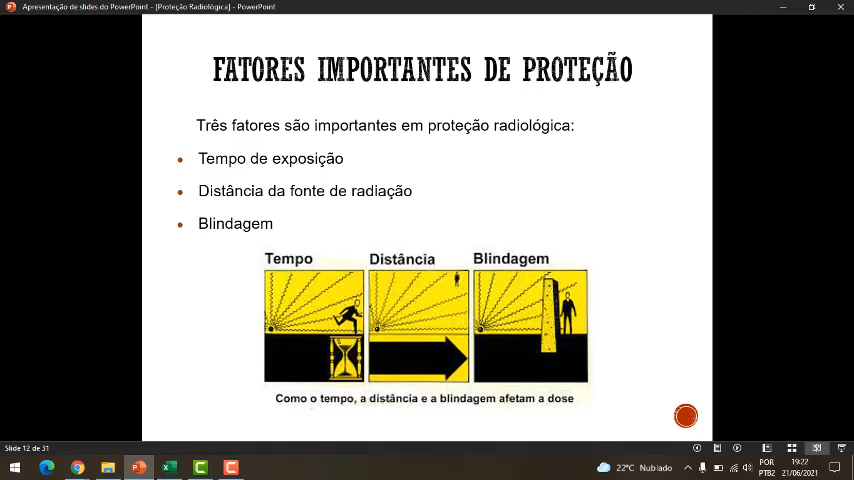 Apresentação de slides do PowerPoint - [Proteção Radiológica] - PowerPoint
FATORES IMPORTANTES DE PROTEÇÃO
Três fatores são importantes em proteção radiológica:
Tempo de exposição
Distância da fonte de radiação
Blindagem
Tempo Distância Blindagem
Como o tempo, a distância e a blindagem afetam a dose
Slide 12 de 31
22°C Nublado
POR
PTB2
19:22
21/06/2021